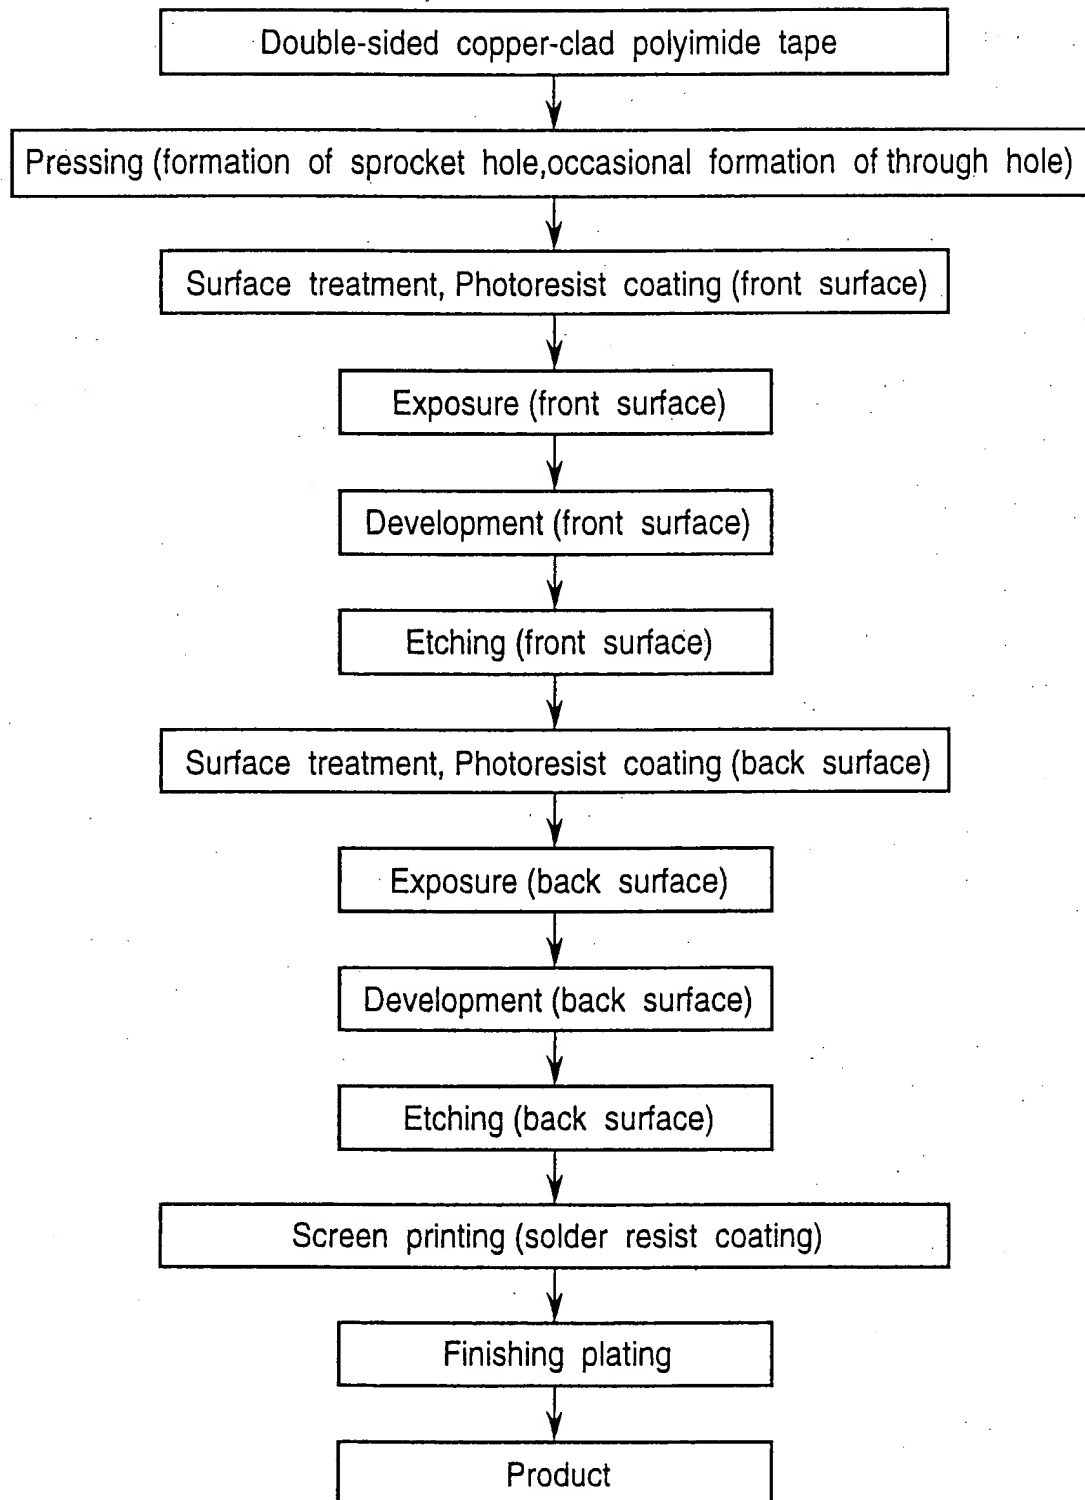 Double-sided copper-clad polyimide tape
Pressing (formation of sprocket hole,occasional formation of through hole)
Surface treatment, Photoresist coating (front surface)
Exposure (front surface)
Development (front surface)
Etching (front surface)
Surface treatment, Photoresist coating (back surface)
Exposure (back surface)
Development (back surface)
Etching (back surface)
Screen printing (solder resist coating)
Finishing plating
Product